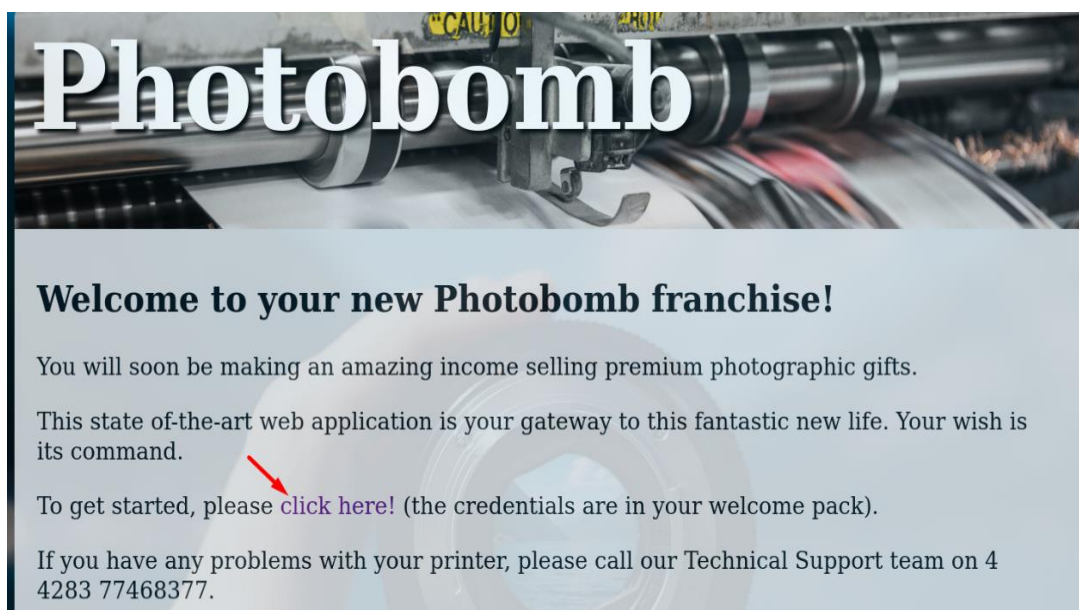 "CAUTIO
Photobomb
Welcome to your new Photobomb franchise!
You will soon be making an amazing income selling premium photographic gifts.
This state of-the-art web application is your gateway to this fantastic new life. Your wish is
its command.
To get started, please click here! (the credentials are in your welcome pack).
If you have any problems with your printer, please call our Technical Support team on 4
4283 77468377.